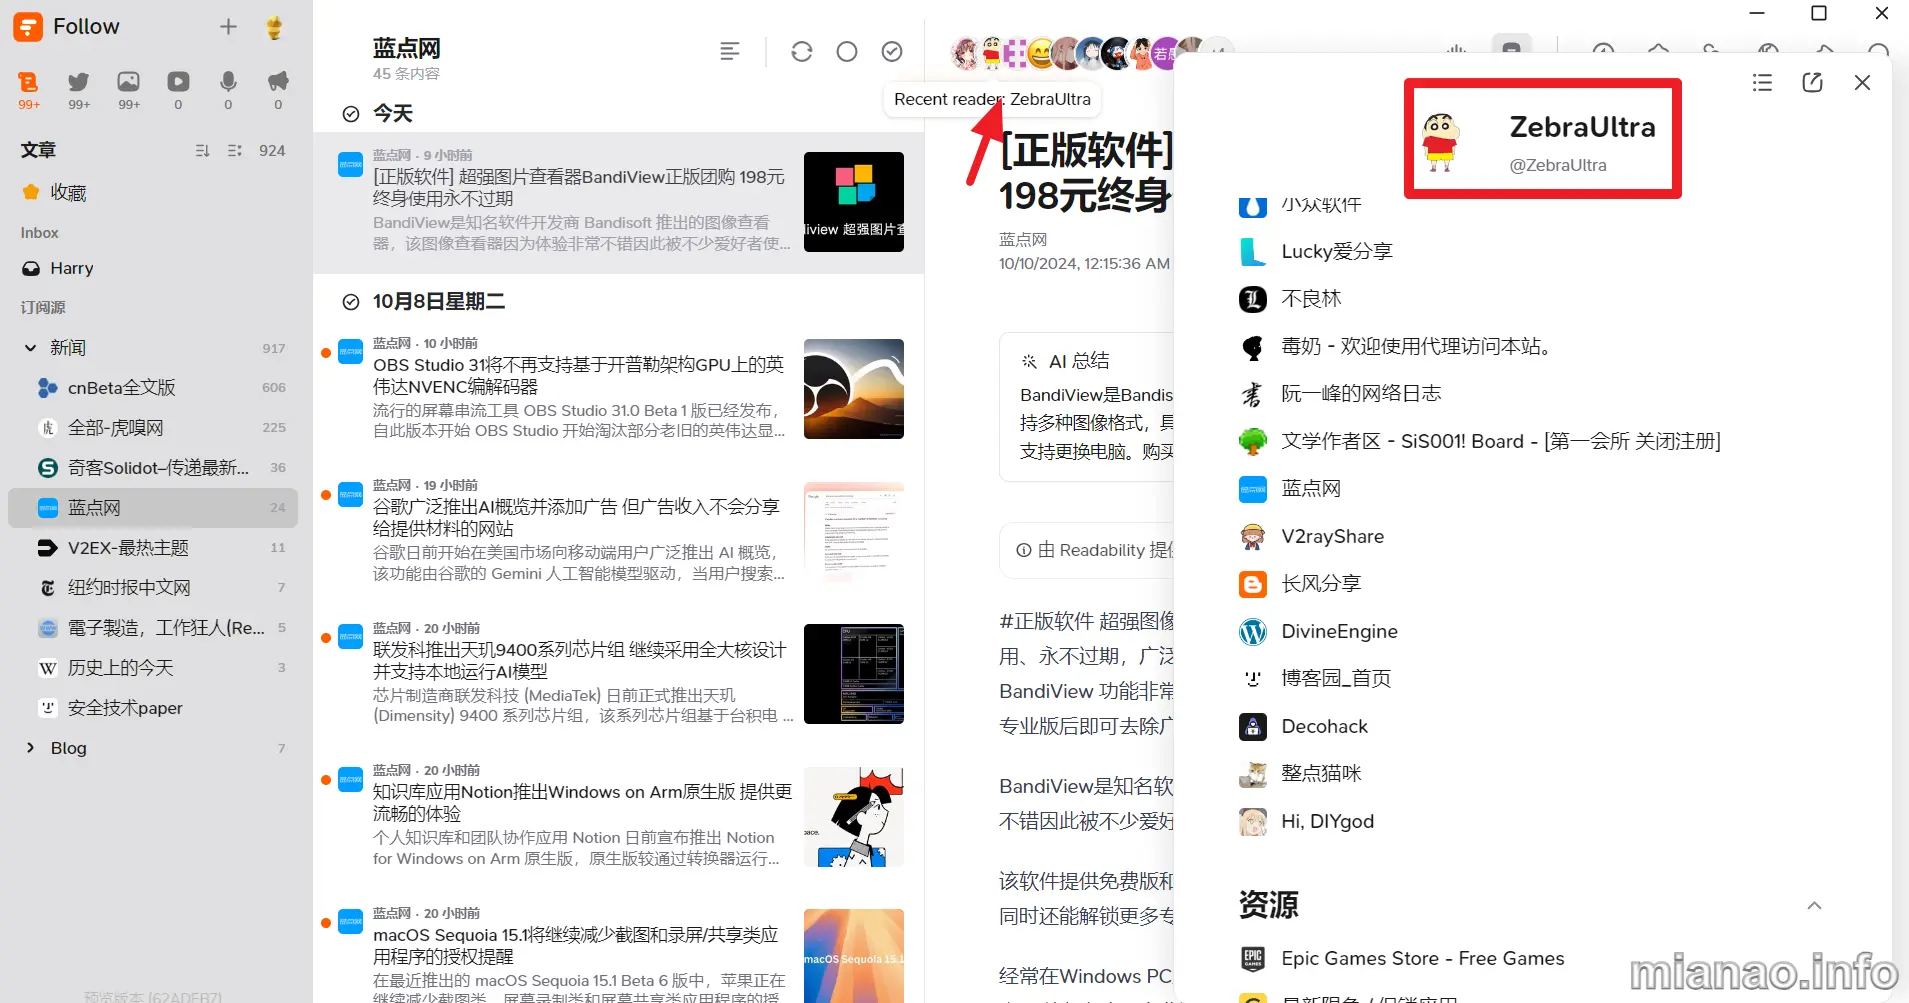 Follow
99+
99+
99+
0
0
0
文章
924
收藏
Inbox
Harry
订阅源
新闻
917
cnBeta全文版
606
全部-虎嗅网
225
奇客Solidot–传递最新...
36
蓝点网
24
V2EX-最热主题
11
纽约时报中文网
7
電子製造，工作狂人(Re...
5
历史上的今天
3
安全技术paper
Blog
7
预览版本 (62ADEB7)
蓝点网
45 条内容
今天
蓝点网 · 9 小时前
[正版软件] 超强图片查看器BandiView正版团购 198元
终身使用永不过期
BandiView是知名软件开发商 Bandisoft 推出的图像查看
器，该图像查看器因为体验非常不错因此被不少爱好者使...
iview 超强图片查
10月8日星期二
蓝点网 · 10 小时前
OBS Studio 31将不再支持基于开普勒架构GPU上的英
伟达NVENC编解码器
流行的屏幕串流工具 OBS Studio 31.0 Beta 1 版已经发布，
自此版本开始 OBS Studio 开始淘汰部分老旧的英伟达显...
蓝点网 · 19 小时前
谷歌广泛推出AI概览并添加广告 但广告收入不会分享
给提供材料的网站
谷歌日前开始在美国市场向移动端用户广泛推出 AI 概览，
该功能由谷歌的 Gemini 人工智能模型驱动，当用户搜索...
蓝点网 · 20 小时前
联发科推出天玑9400系列芯片组 继续采用全大核设计
并支持本地运行AI模型
芯片制造商联发科技 (MediaTek) 日前正式推出天玑
(Dimensity) 9400 系列芯片组，该系列芯片组基于台积电 ...
蓝点网 · 20 小时前
知识库应用Notion推出Windows on Arm原生版 提供更
流畅的体验
个人知识库和团队协作应用 Notion 日前宣布推出 Notion
for Windows on Arm 原生版，原生版较通过转换器运行...
蓝点网 · 20 小时前
macOS Sequoia 15.1将继续减少截图和录屏/共享类应
用程序的授权提醒
在最近推出的 macOS Sequoia 15.1 Beta 6 版中，苹果正在
继续减少截图类、屏幕录制类和屏幕共享类应用程序的授
macOS Sequoia 15.1
若愚
+4
Recent reader: ZebraUltra
[正版软件]
198元终身
蓝点网
10/10/2024, 12:15:36 AM
AI 总结
BandiView是Bandis
持多种图像格式，具
支持更换电脑。购买
由 Readability 提供
#正版软件 超强图像
用、永不过期，广泛
BandiView 功能非常
专业版后即可去除广
BandiView是知名软
不错因此被不少爱好
该软件提供免费版和
同时还能解锁更多专
经常在Windows PC
ZebraUltra
@ZebraUltra
小众软件
Lucky爱分享
不良林
毒奶 - 欢迎使用代理访问本站。
阮一峰的网络日志
文学作者区 - SiS001! Board - [第一会所 关闭注册]
蓝点网
V2rayShare
长风分享
DivineEngine
博客园_首页
Decohack
整点猫咪
Hi, DIYgod
资源
Epic Games Store - Free Games
最新限免 / 促销应用
mianao.info